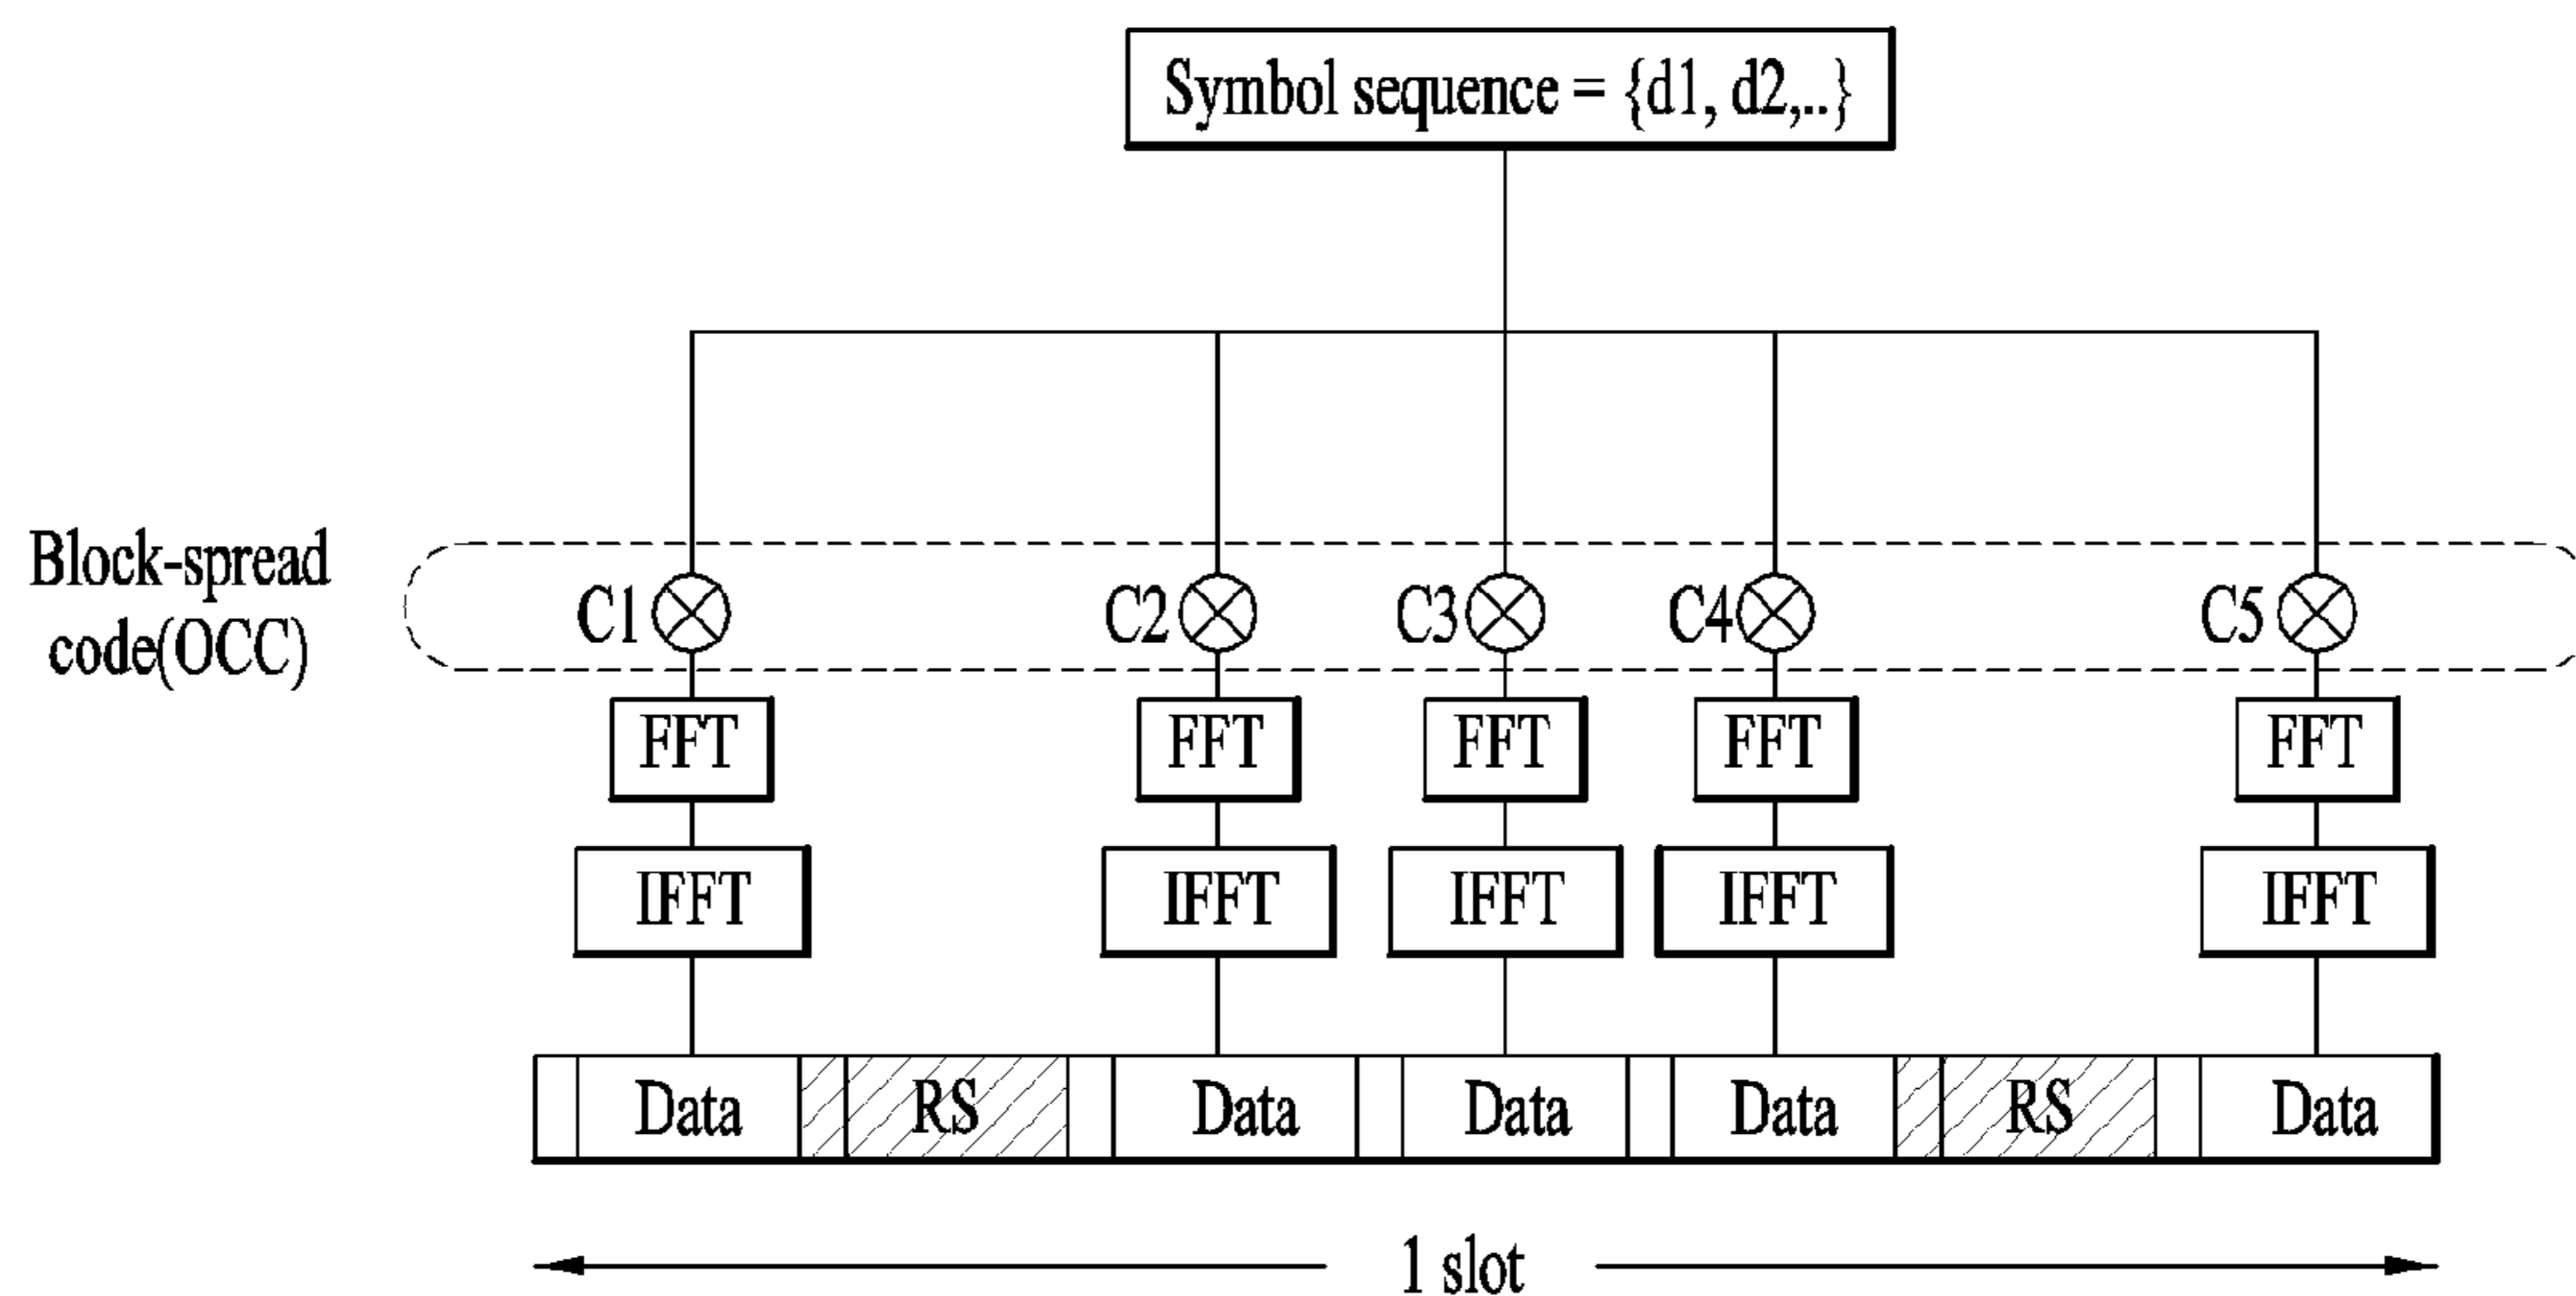 Symbol sequence = {d1, d2,..}
Block-spread
code(OCC)
C1 C2 C3 C4 C5
FFT FFT FFT FFT FFT
IFFT IFFT IFFT IFFT IFFT
Data RS Data Data Data RS Data
1 slot